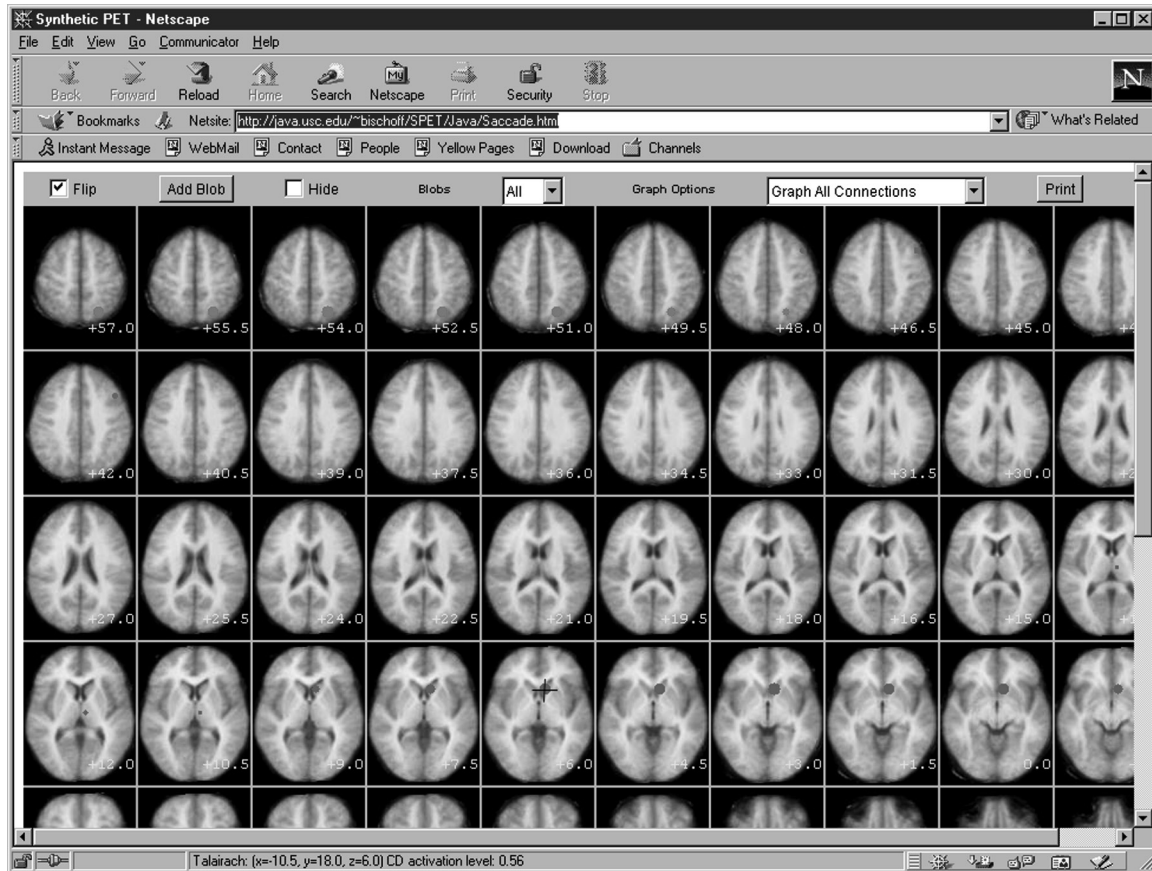 Synthetic PET - Netscape
File Edit View Go Communicator Help
Back Forward Reload Home Search Netscape Print Security Stop
My
N
Bookmarks Netsite: http://java.usc.edu/~bischoff/SPET/Java/Saccade.htm What's Related
Instant Message WebMail Contact People Yellow Pages Download Channels
Flip Add Blob Hide Blobs All Graph Options Graph All Connections Print
+57.0 +55.5 +54.0 +52.5 +51.0 +49.5 +48.0 +46.5 +45.0
+42.0 +40.5 +39.0 +37.5 +36.0 +34.5 +33.0 +31.5 +30.0
+27.0 +25.5 +24.0 +22.5 +21.0 +19.5 +18.0 +16.5 +15.0
+12.0 +10.5 +9.0 +7.5 +6.0 +4.5 +3.0 +1.5 0.0
Talairach: (x=-10.5, y=18.0, z=6.0) CD activation level: 0.56